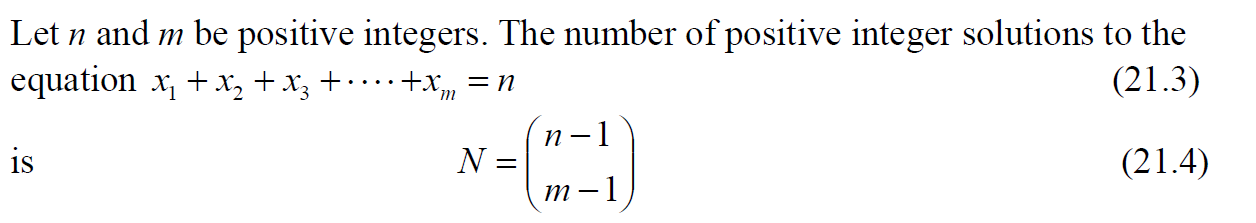 Let n and m be positive integers. The number of positive integer solutions to the
equation x₁ + x₂ + x₃ + ···· + xₘ = n (21.3)
is N = \binom{n-1}{m-1} (21.4)